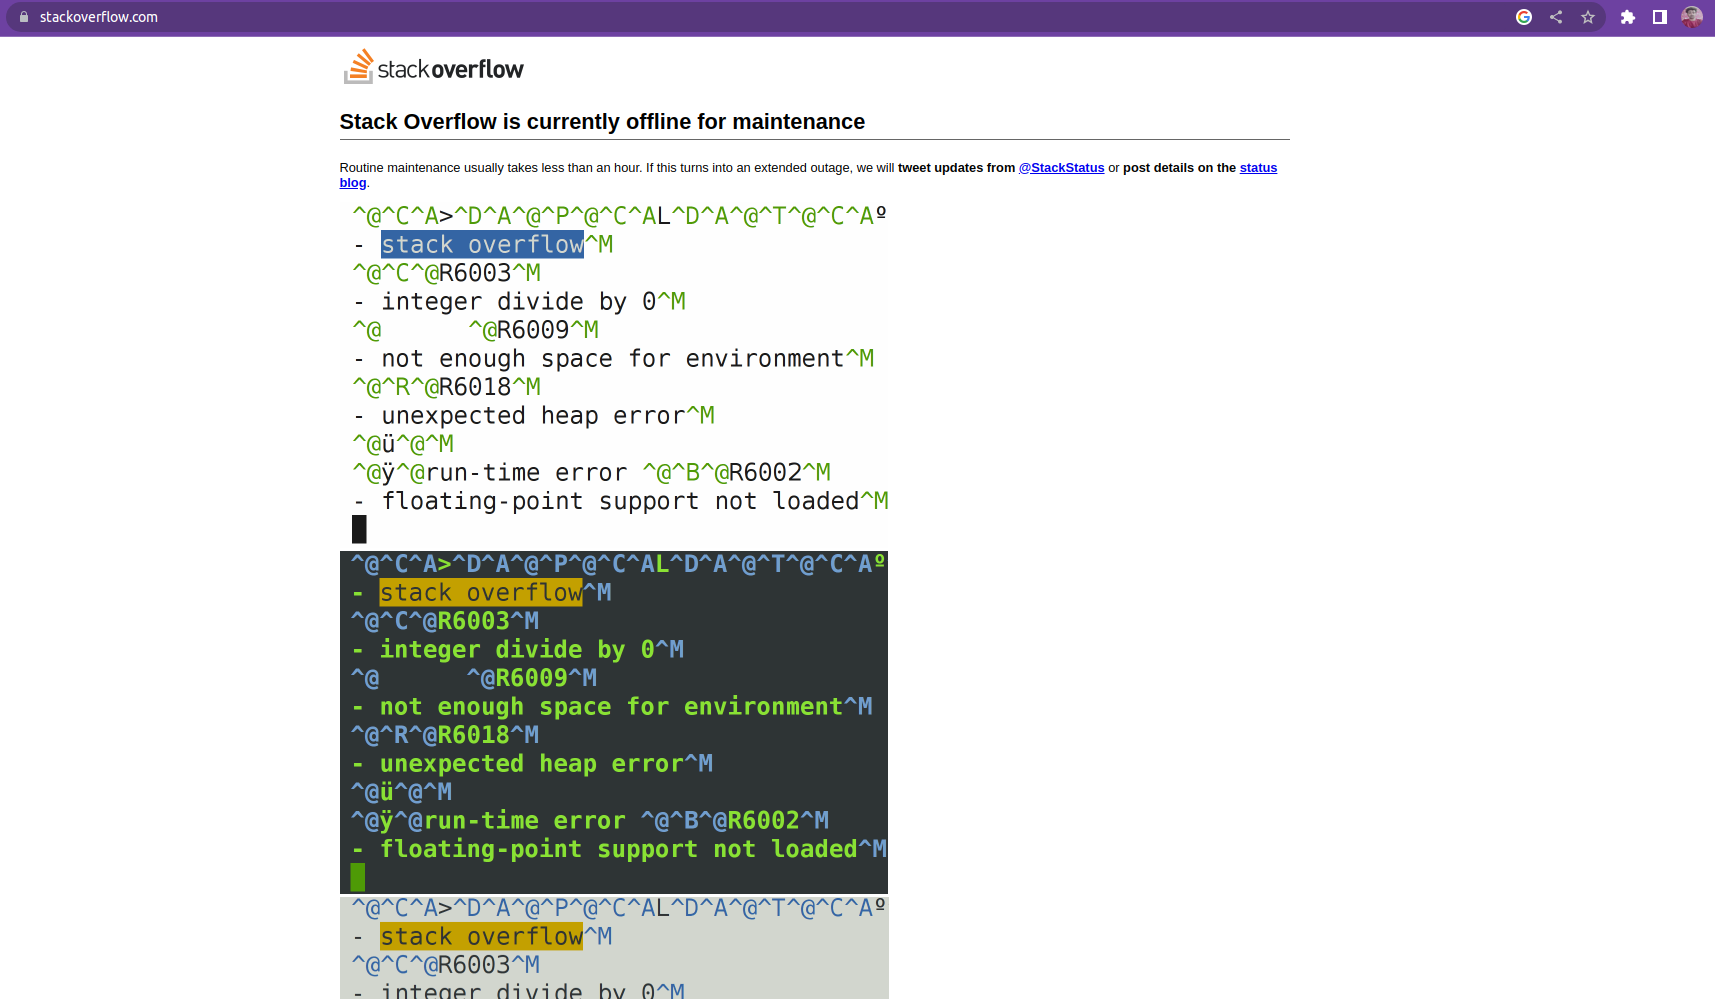 stackoverflow.com
stackoverflow
Stack Overflow is currently offline for maintenance
Routine maintenance usually takes less than an hour. If this turns into an extended outage, we will tweet updates from @StackStatus or post details on the status
blog.
^@^C^A>^D^A^@^P^@^C^AL^D^A^@^T^@^C^Aº
- stack overflow^M
^@^C^@R6003^M
- integer divide by 0^M
^@      ^@R6009^M
- not enough space for environment^M
^@^R^@R6018^M
- unexpected heap error^M
^@ü^@^M
^@ÿ^@run-time error ^@^B^@R6002^M
- floating-point support not loaded^M
^@^C^A>^D^A^@^P^@^C^AL^D^A^@^T^@^C^Aº
- stack overflow^M
^@^C^@R6003^M
- integer divide by 0^M
^@      ^@R6009^M
- not enough space for environment^M
^@^R^@R6018^M
- unexpected heap error^M
^@ü^@^M
^@ÿ^@run-time error ^@^B^@R6002^M
- floating-point support not loaded^M
^@^C^A>^D^A^@^P^@^C^AL^D^A^@^T^@^C^Aº
- stack overflow^M
^@^C^@R6003^M
- integer divide by 0^M